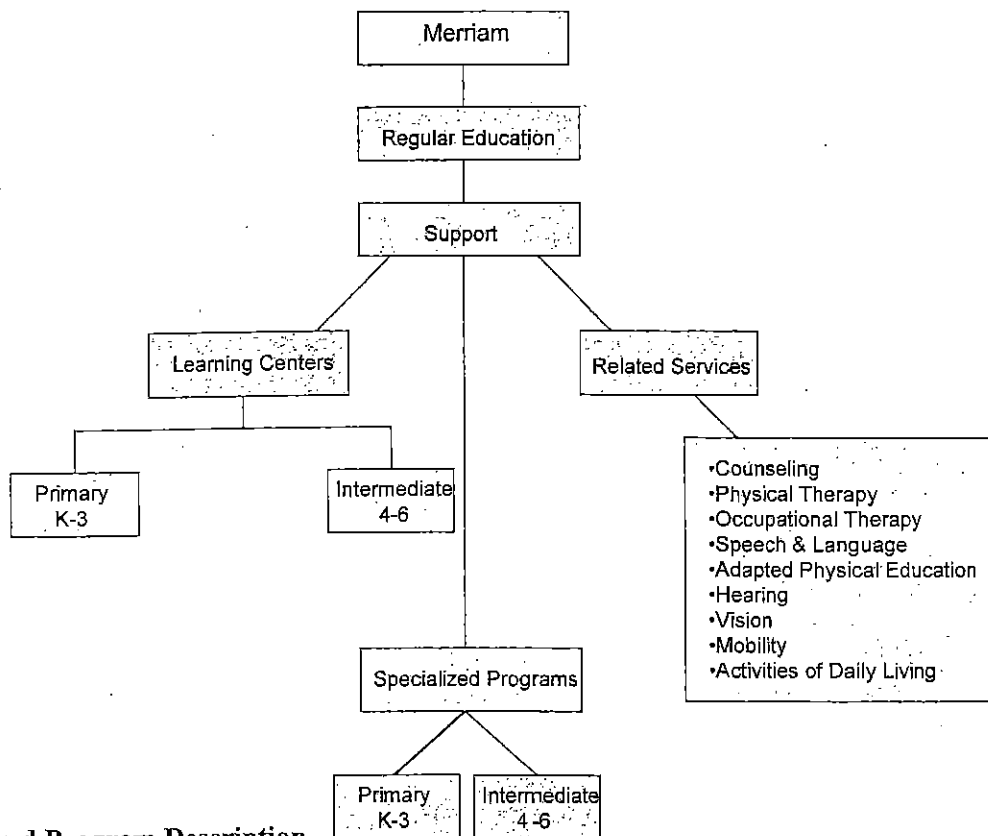 Merriam
Regular Education
Support
Learning Centers
Related Services
Primary
K-3
Intermediate
4-6
•Counseling
•Physical Therapy
•Occupational Therapy
•Speech & Language
•Adapted Physical Education
•Hearing
•Vision
•Mobility
•Activities of Daily Living
Specialized Programs
Primary
K-3
Intermediate
4-6
Description